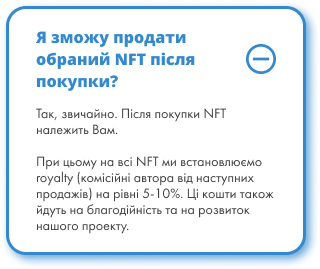 Я зможу продати
обраний NFT після
покупки?
Так, звичайно. Після покупки NFT
належить Вам.
При цьому на всі NFT ми встановлюємо
royalty (комісійні автора від наступних
продажів) на рівні 5-10%. Ці кошти також
йдуть на благодійність та на розвиток
нашого проекту.